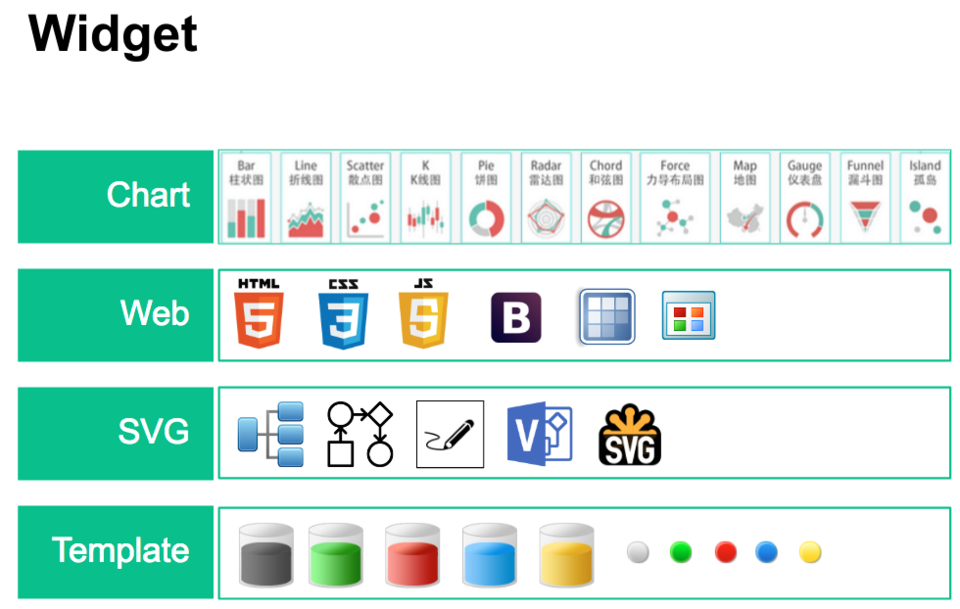 Widget
Chart
Bar
柱状图
Line
折线图
Scatter
散点图
K
K线图
Pie
饼图
Radar
雷达图
Chord
和弦图
Force
力导布局图
Map
地图
Gauge
仪表盘
Funnel
漏斗图
Island
孤岛
Web
HTML
5
CSS
3
JS
5
B
SVG
V
SVG
Template